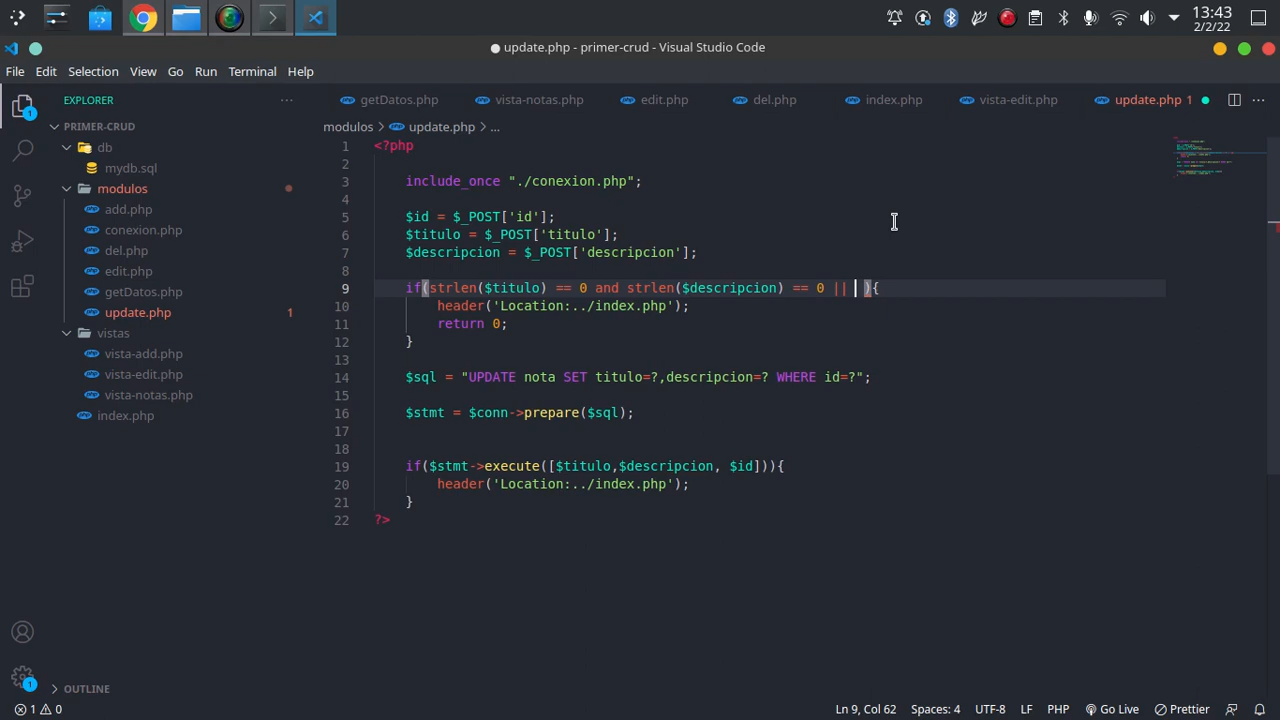 13:43
2/2/22
update.php - primer-crud - Visual Studio Code
File Edit Selection View Go Run Terminal Help
EXPLORER ···
getDatos.php vista-notas.php edit.php del.php index.php vista-edit.php update.php 1
PRIMER-CRUD
modulos > update.php > ...
db
mydb.sql
modulos
add.php
conexion.php
del.php
edit.php
getDatos.php
update.php 1
vistas
vista-add.php
vista-edit.php
vista-notas.php
index.php
OUTLINE
1 <?php
2
3 include_once "./conexion.php";
4
5 $id = $_POST['id'];
6 $titulo = $_POST['titulo'];
7 $descripcion = $_POST['descripcion'];
8
9 if(strlen($titulo) == 0 and strlen($descripcion) == 0 || ){
10 header('Location:../index.php');
11 return 0;
12 }
13
14 $sql = "UPDATE nota SET titulo=?,descripcion=? WHERE id=?";
15
16 $stmt = $conn->prepare($sql);
17
18
19 if($stmt->execute([$titulo,$descripcion, $id])){
20 header('Location:../index.php');
21 }
22 ?>
1
1
1 0 Ln 9, Col 62 Spaces: 4 UTF-8 LF PHP Go Live Prettier